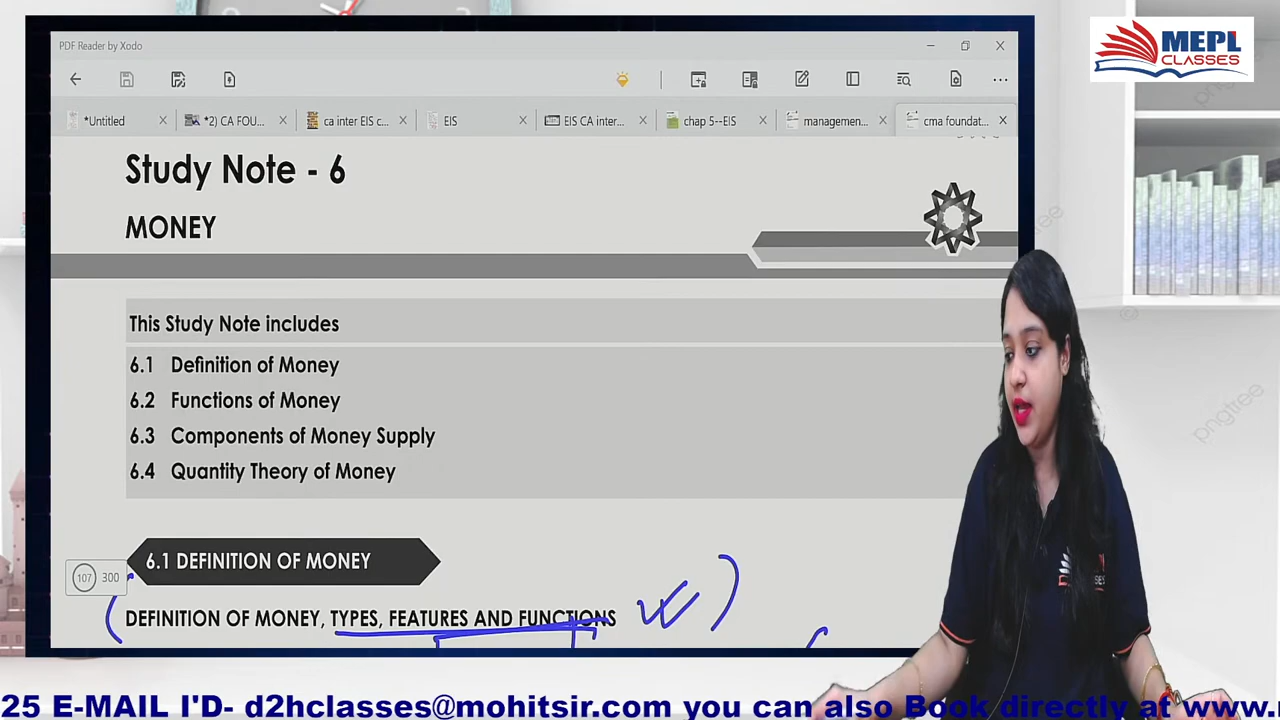 PDF Reader by Xodo
*Untitled
*2) CA FOU...
ca inter EIS c...
EIS
EIS CA inter...
chap 5--EIS
managemen...
cma foundat...
MEPL
CLASSES
Study Note - 6
MONEY
This Study Note includes
6.1 Definition of Money
6.2 Functions of Money
6.3 Components of Money Supply
6.4 Quantity Theory of Money
6.1 DEFINITION OF MONEY
107 300
DEFINITION OF MONEY, TYPES, FEATURES AND FUNCTIONS
pngtree
pngtree
25 E-MAIL I'D- d2hclasses@mohitsir.com you can also Book directly at www.